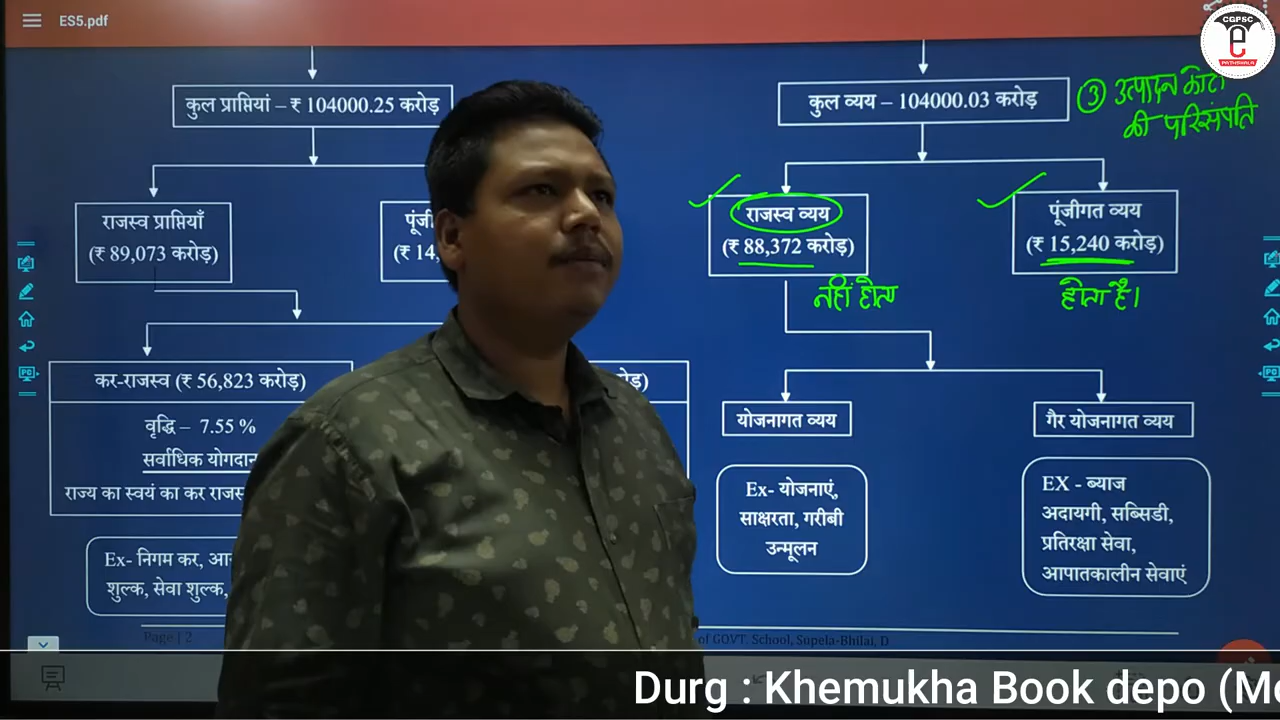 ES5.pdf
CGPSC
PATHSHALA
कुल प्राप्तियां – ₹ 104000.25 करोड़
कुल व्यय – 104000.03 करोड़
③ उत्पादन कोटी
की परिसंपति
राजस्व प्राप्तियाँ
(₹ 89,073 करोड़)
पूंजी
(₹ 14,
राजस्व व्यय
(₹ 88,372 करोड़)
पूंजीगत व्यय
(₹ 15,240 करोड़)
नहीं होता
होता है।
कर-राजस्व (₹ 56,823 करोड़)
ड़)
वृद्धि – 7.55 %
सर्वाधिक योगदान
राज्य का स्वयं का कर राजस्
योजनागत व्यय
गैर योजनागत व्यय
Ex- योजनाएं,
साक्षरता, गरीबी
उन्मूलन
EX - ब्याज
अदायगी, सब्सिडी,
प्रतिरक्षा सेवा,
आपातकालीन सेवाएं
Ex- निगम कर, आ
शुल्क, सेवा शुल्क,
Page | 2
of GOVT. School, Supela-Bhilai, D
Durg : Khemukha Book depo (Mo